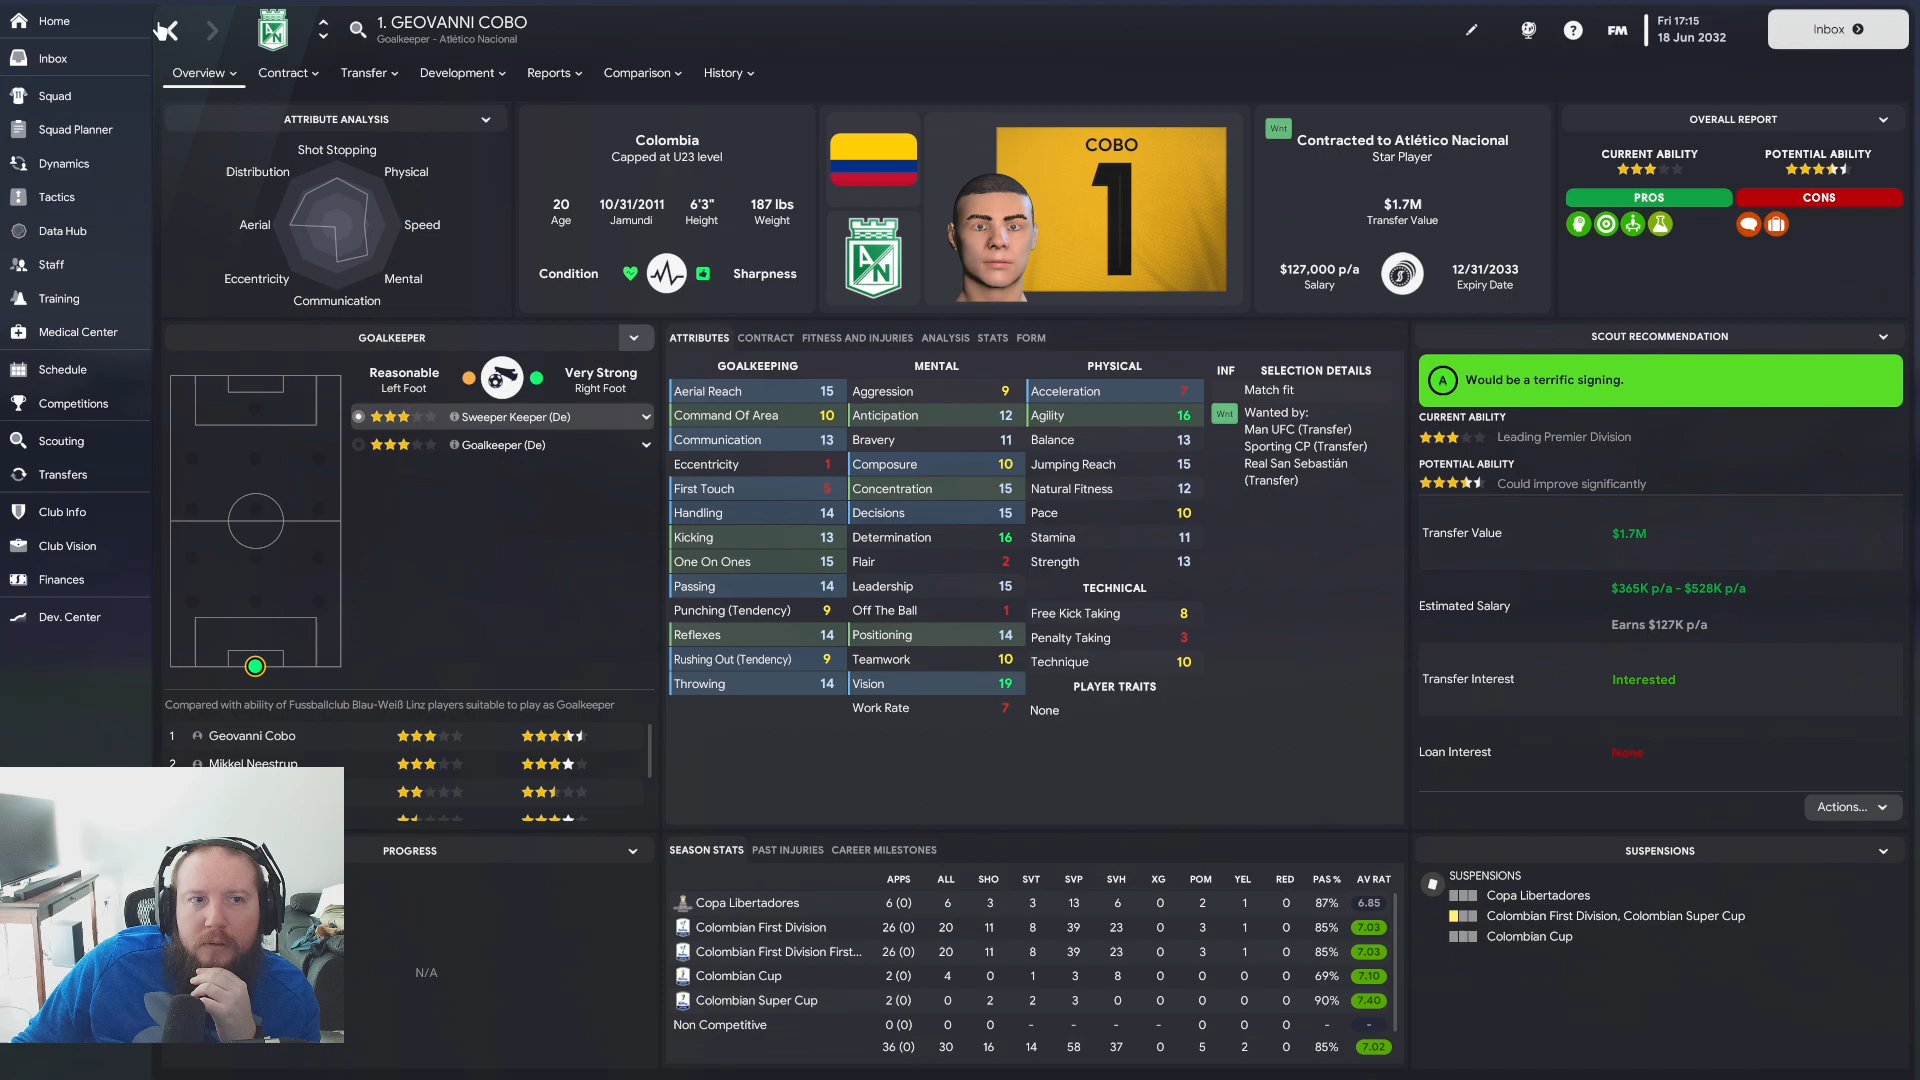 Home
Inbox
Squad
Squad Planner
Dynamics
Tactics
Data Hub
Staff
Training
Medical Center
Schedule
Competitions
Scouting
Transfers
Club Info
Club Vision
Finances
Dev. Center
1. GEOVANNI COBO
Goalkeeper - Atlético Nacional
FM
Fri 17:15
18 Jun 2032
Inbox
Overview Contract Transfer Development Reports Comparison History
ATTRIBUTE ANALYSIS
Shot Stopping
Distribution Physical
Aerial Speed
Eccentricity Mental
Communication
Colombia
Capped at U23 level
20 10/31/2011 6'3" 187 lbs
Age Jamundí Height Weight
Condition Sharpness
COBO
1
Wnt
Contracted to Atlético Nacional
Star Player
$1.7M
Transfer Value
$127,000 p/a 12/31/2033
Salary Expiry Date
OVERALL REPORT
CURRENT ABILITY POTENTIAL ABILITY
PROS CONS
GOALKEEPER
Reasonable Very Strong
Left Foot Right Foot
Sweeper Keeper (De)
Goalkeeper (De)
Compared with ability of Fussballclub Blau-Weiß Linz players suitable to play as Goalkeeper
1 Geovanni Cobo
2 Mikkel Neestrup
PROGRESS
N/A
ATTRIBUTES CONTRACT FITNESS AND INJURIES ANALYSIS STATS FORM
GOALKEEPING
Aerial Reach 15
Command Of Area 10
Communication 13
Eccentricity 1
First Touch 5
Handling 14
Kicking 13
One On Ones 15
Passing 14
Punching (Tendency) 9
Reflexes 14
Rushing Out (Tendency) 9
Throwing 14
MENTAL
Aggression 9
Anticipation 12
Bravery 11
Composure 10
Concentration 15
Decisions 15
Determination 16
Flair 2
Leadership 15
Off The Ball 1
Positioning 14
Teamwork 10
Vision 19
Work Rate 7
PHYSICAL
Acceleration 7
Agility 16
Balance 13
Jumping Reach 15
Natural Fitness 12
Pace 10
Stamina 11
Strength 13
TECHNICAL
Free Kick Taking 8
Penalty Taking 3
Technique 10
PLAYER TRAITS
None
INF SELECTION DETAILS
Match fit
Wnt Wanted by:
Man UFC (Transfer)
Sporting CP (Transfer)
Real San Sebastián
(Transfer)
SCOUT RECOMMENDATION
A Would be a terrific signing.
CURRENT ABILITY
Leading Premier Division
POTENTIAL ABILITY
Could improve significantly
Transfer Value $1.7M
$365K p/a - $528K p/a
Estimated Salary
Earns $127K p/a
Transfer Interest Interested
Loan Interest None
Actions...
SEASON STATS PAST INJURIES CAREER MILESTONES
APPS ALL SHO SVT SVP SVH XG POM YEL RED PAS % AV RAT
Copa Libertadores 6 (0) 6 3 3 13 6 0 2 1 0 87% 6.85
Colombian First Division 26 (0) 20 11 8 39 23 0 3 1 0 85% 7.03
Colombian First Division First... 26 (0) 20 11 8 39 23 0 3 1 0 85% 7.03
Colombian Cup 2 (0) 4 0 1 3 8 0 0 0 0 69% 7.10
Colombian Super Cup 2 (0) 0 2 2 3 0 0 0 0 0 90% 7.40
Non Competitive 0 (0) 0 0 - - - - 0 0 0 - -
36 (0) 30 16 14 58 37 0 5 2 0 85% 7.02
SUSPENSIONS
SUSPENSIONS
Copa Libertadores
Colombian First Division, Colombian Super Cup
Colombian Cup